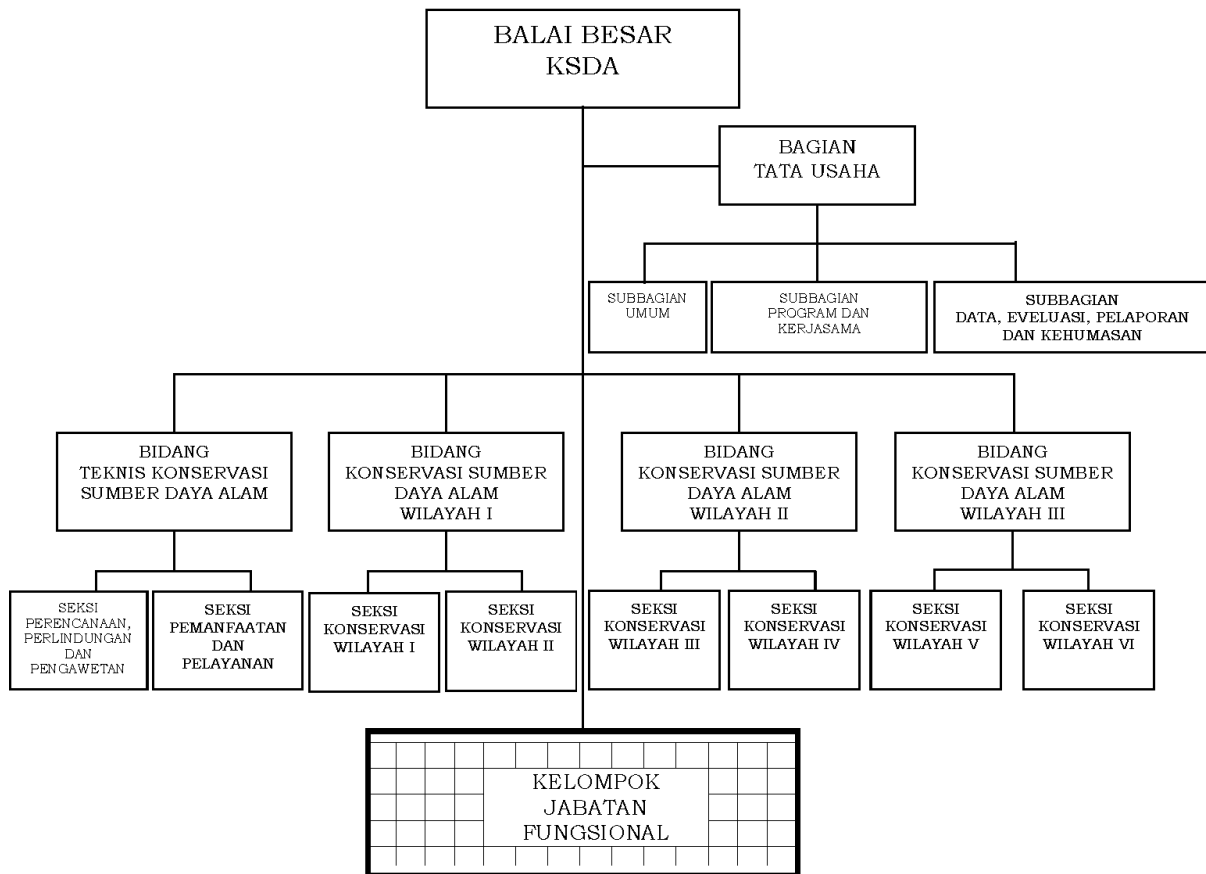 BALAI BESAR
KSDA
BAGIAN
TATA USAHA
SUBBAGIAN
UMUM
SUBBAGIAN
PROGRAM DAN
KERJASAMA
SUBBAGIAN
DATA, EVELUASI, PELAPORAN
DAN KEHUMASAN
BIDANG
TEKNIS KONSERVASI
SUMBER DAYA ALAM
BIDANG
KONSERVASI SUMBER
DAYA ALAM
WILAYAH I
BIDANG
KONSERVASI SUMBER
DAYA ALAM
WILAYAH II
BIDANG
KONSERVASI SUMBER
DAYA ALAM
WILAYAH III
SEKSI
PERENCANAAN,
PERLINDUNGAN
DAN
PENGAWETAN
SEKSI
PEMANFAATAN
DAN
PELAYANAN
SEKSI
KONSERVASI
WILAYAH I
SEKSI
KONSERVASI
WILAYAH II
SEKSI
KONSERVASI
WILAYAH III
SEKSI
KONSERVASI
WILAYAH IV
SEKSI
KONSERVASI
WILAYAH V
SEKSI
KONSERVASI
WILAYAH VI
KELOMPOK
JABATAN
FUNGSIONAL